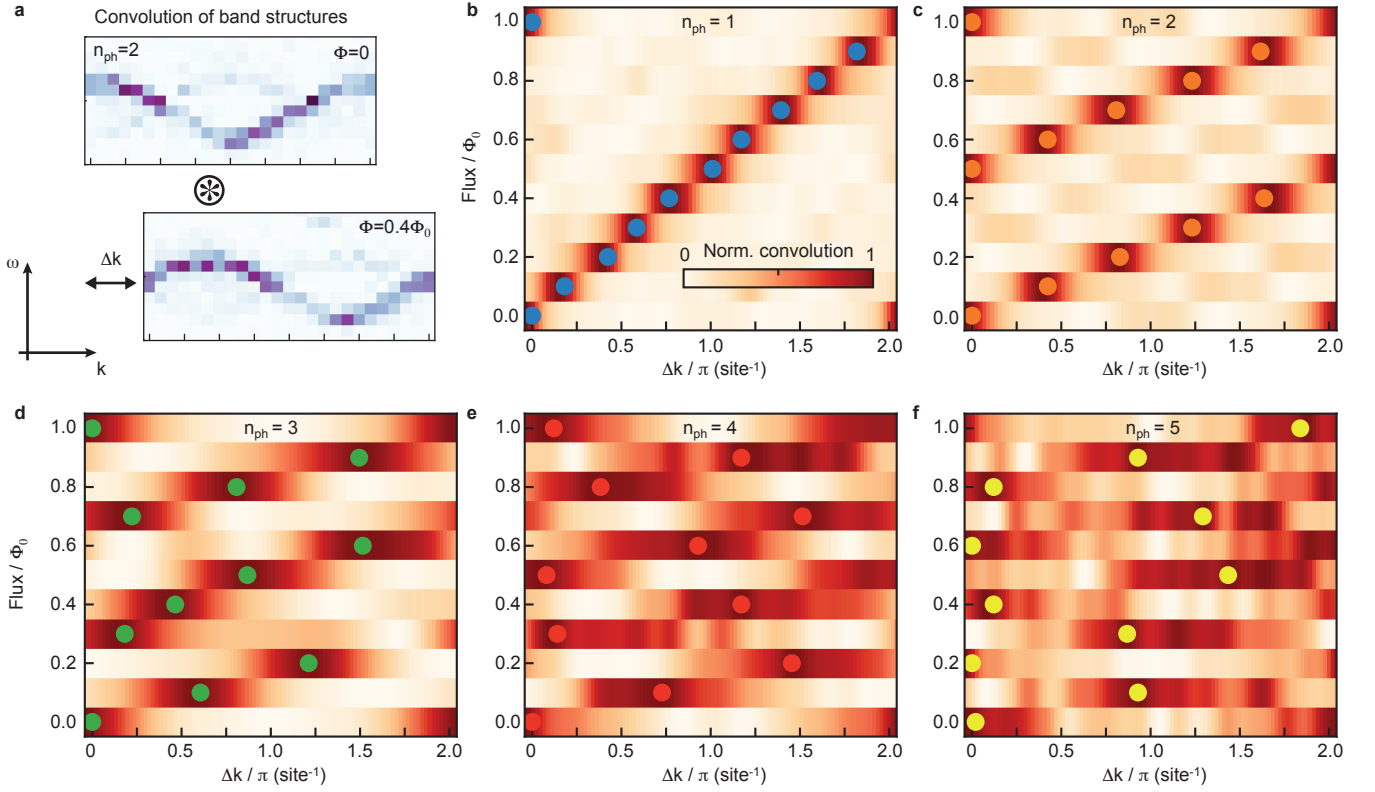 a
Convolution of band structures
n_ph=2 Φ=0
⊛
Φ=0.4Φ₀
ω
Δk
k
b
n_ph = 1
1.0
0.8
0.6
0.4
0.2
0.0
Flux / Φ₀
0 Norm. convolution 1
0 0.5 1.0 1.5 2.0
Δk / π (site⁻¹)
c
n_ph = 2
1.0
0.8
0.6
0.4
0.2
0.0
0 0.5 1.0 1.5 2.0
Δk / π (site⁻¹)
d
n_ph = 3
1.0
0.8
0.6
0.4
0.2
0.0
Flux / Φ₀
0 0.5 1.0 1.5 2.0
Δk / π (site⁻¹)
e
n_ph = 4
1.0
0.8
0.6
0.4
0.2
0.0
0 0.5 1.0 1.5 2.0
Δk / π (site⁻¹)
f
n_ph = 5
1.0
0.8
0.6
0.4
0.2
0.0
0 0.5 1.0 1.5 2.0
Δk / π (site⁻¹)